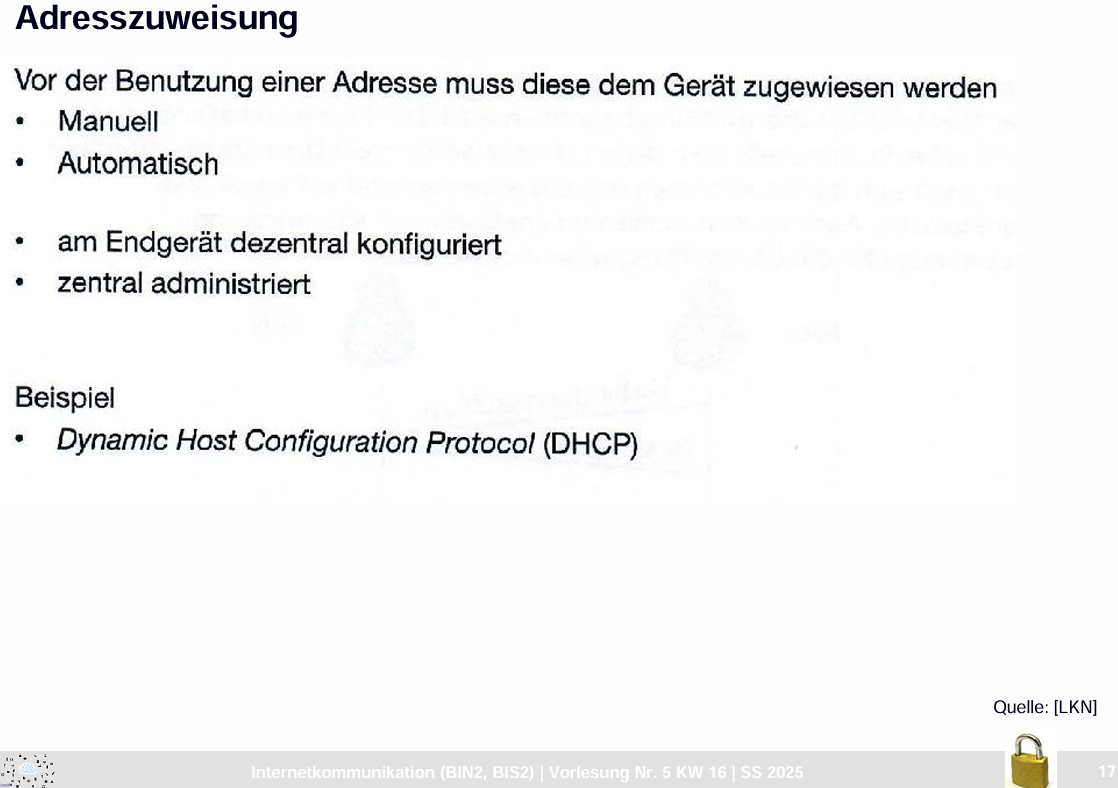 Adresszuweisung
Vor der Benutzung einer Adresse muss diese dem Gerät zugewiesen werden
• Manuell
• Automatisch
• am Endgerät dezentral konfiguriert
• zentral administriert
Beispiel
• Dynamic Host Configuration Protocol (DHCP)
Quelle: [LKN]
Internetkommunikation (BIN2, BIS2) | Vorlesung Nr. 5 KW 16 | SS 2025
17